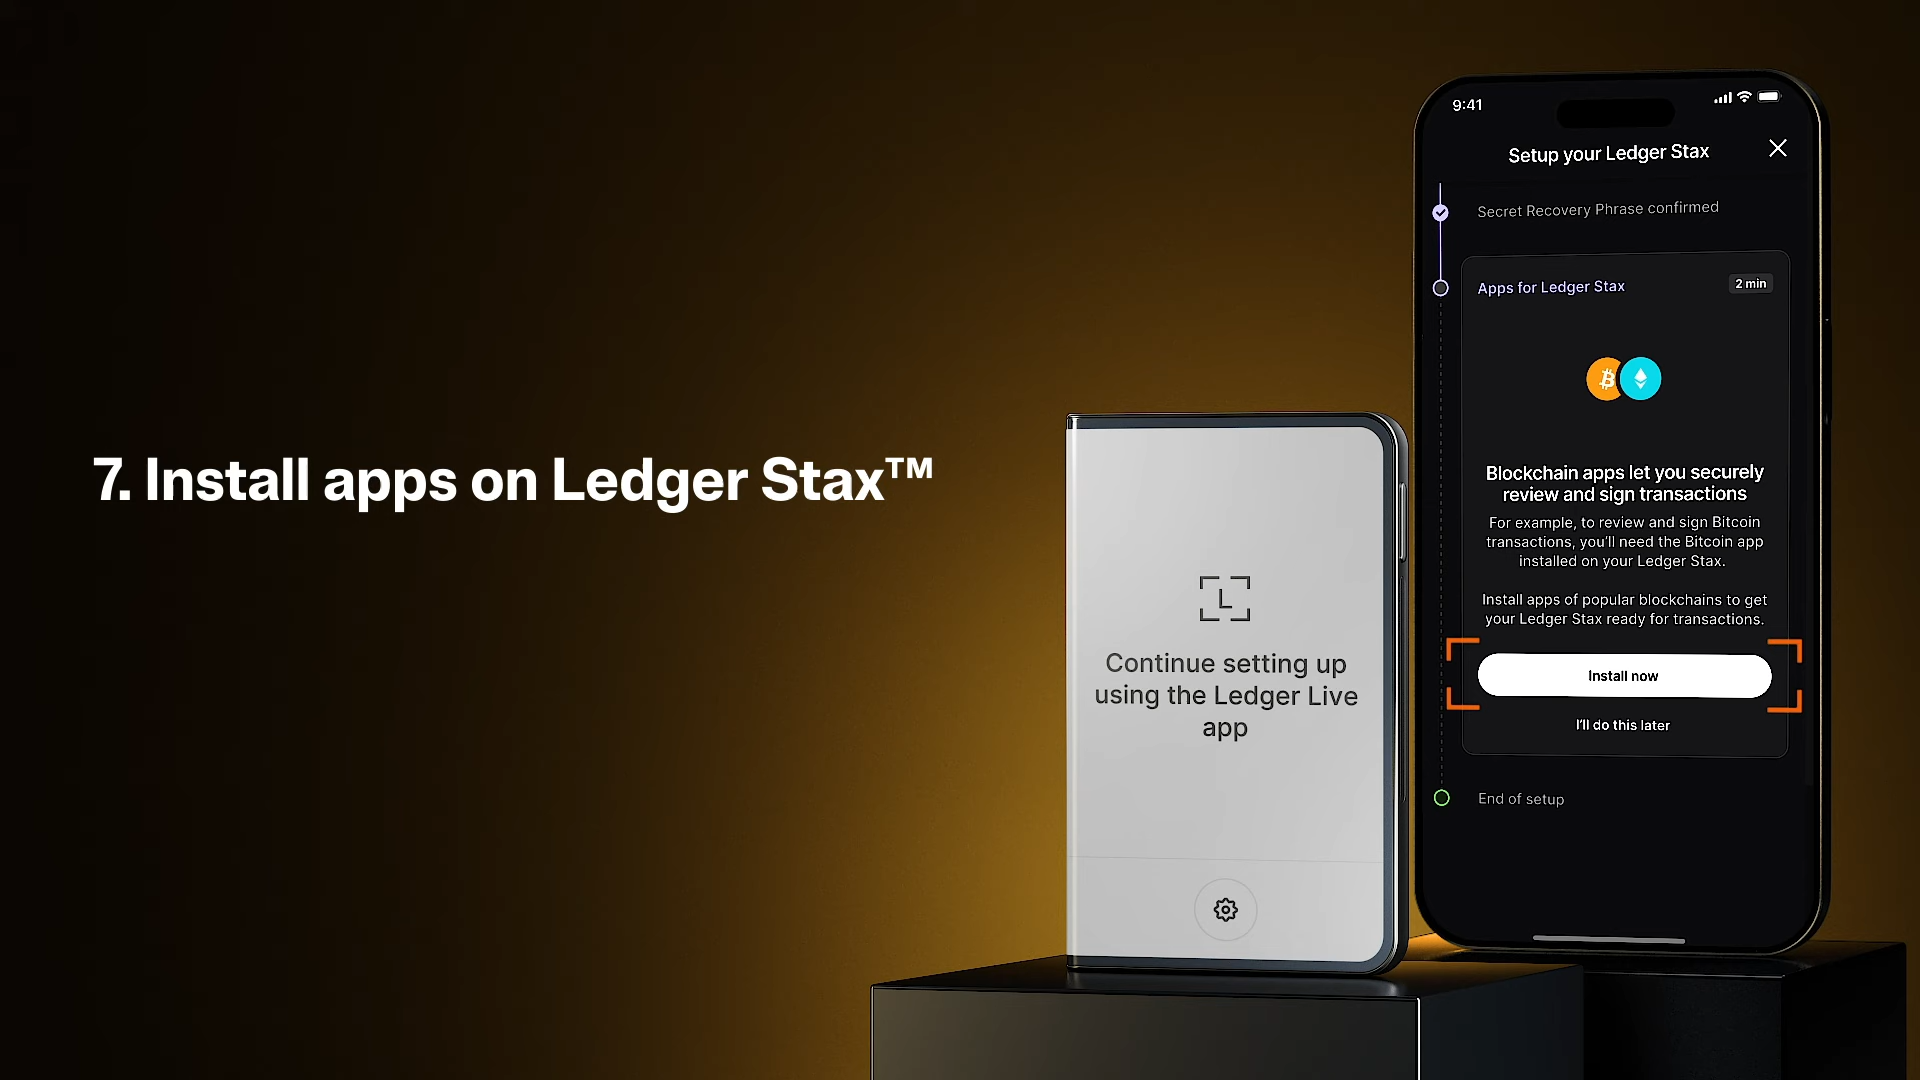 7. Install apps on Ledger Stax™
L
Continue setting up
using the Ledger Live
app
9:41
Setup your Ledger Stax
Secret Recovery Phrase confirmed
Apps for Ledger Stax
2 min
Blockchain apps let you securely
review and sign transactions
For example, to review and sign Bitcoin
transactions, you'll need the Bitcoin app
installed on your Ledger Stax.
Install apps of popular blockchains to get
your Ledger Stax ready for transactions.
Install now
I'll do this later
End of setup